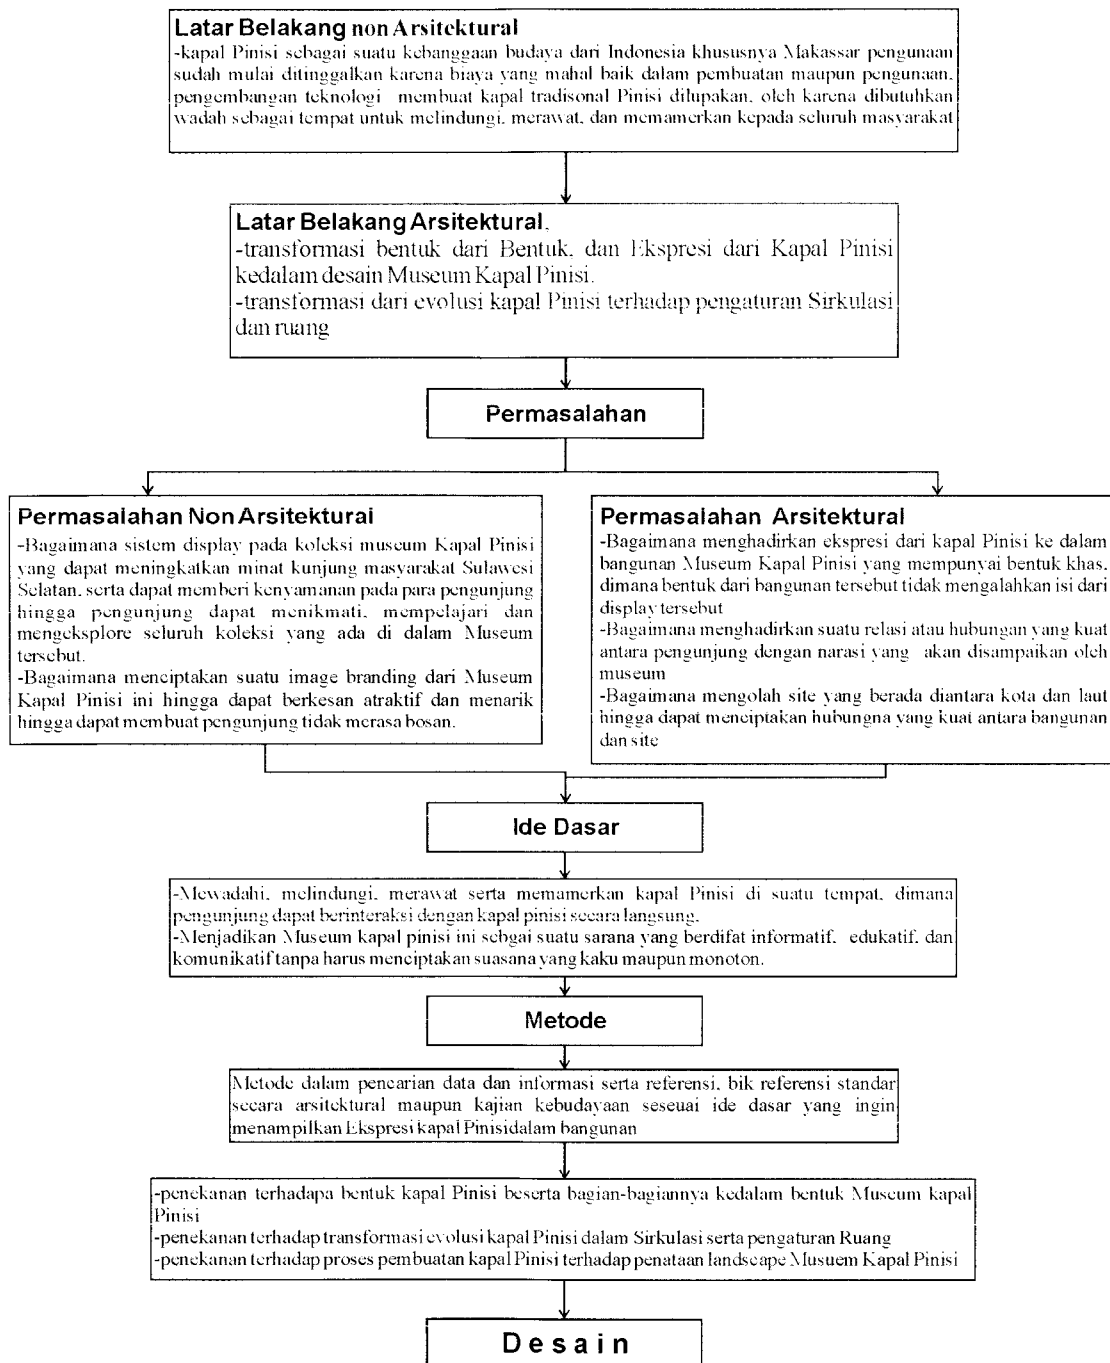 Latar Belakang non Arsitektural
-kapal Pinisi sebagai suatu kebanggaan budaya dari Indonesia khususnya Makassar pengunaan
sudah mulai ditinggalkan karena biaya yang mahal baik dalam pembuatan maupun pengunaan.
pengembangan teknologi membuat kapal tradisonal Pinisi dilupakan. oleh karena dibutuhkan
wadah sebagai tempat untuk melindungi. merawat. dan memamerkan kepada seluruh masyarakat
Latar Belakang Arsitektural.
-transformasi bentuk dari Bentuk. dan Ekspresi dari Kapal Pinisi
kedalam desain Museum Kapal Pinisi.
-transformasi dari evolusi kapal Pinisi terhadap pengaturan Sirkulasi
dan ruang
Permasalahan
Permasalahan Non Arsitektural
-Bagaimana sistem display pada koleksi museum Kapal Pinisi
yang dapat meningkatkan minat kunjung masyarakat Sulawesi
Selatan. serta dapat memberi kenyamanan pada para pengunjung
hingga pengunjung dapat menikmati. mempelajari dan
mengeksplore seluruh koleksi yang ada di dalam Museum
tersebut.
-Bagaimana menciptakan suatu image branding dari Museum
Kapal Pinisi ini hingga dapat berkesan atraktif dan menarik
hingga dapat membuat pengunjung tidak merasa bosan.
Permasalahan Arsitektural
-Bagaimana menghadirkan ekspresi dari kapal Pinisi ke dalam
bangunan Museum Kapal Pinisi yang mempunyai bentuk khas.
dimana bentuk dari bangunan tersebut tidak mengalahkan isi dari
display tersebut
-Bagaimana menghadirkan suatu relasi atau hubungan yang kuat
antara pengunjung dengan narasi yang akan disampaikan oleh
museum
-Bagaimana mengolah site yang berada diantara kota dan laut
hingga dapat menciptakan hubungna yang kuat antara bangunan
dan site
Ide Dasar
-Mewadahi. melindungi. merawat serta memamerkan kapal Pinisi di suatu tempat. dimana
pengunjung dapat berinteraksi dengan kapal pinisi secara langsung.
-Menjadikan Museum kapal pinisi ini sebgai suatu sarana yang berdifat informatif. edukatif. dan
komunikatif tanpa harus menciptakan suasana yang kaku maupun monoton.
Metode
Metode dalam pencarian data dan informasi serta referensi. bik referensi standar
secara arsitektural maupun kajian kebudayaan seseuai ide dasar yang ingin
menampilkan Ekspresi kapal Pinisidalam bangunan
-penekanan terhadapa bentuk kapal Pinisi beserta bagian-bagiannya kedalam bentuk Museum kapal
Pinisi
-penekanan terhadap transformasi evolusi kapal Pinisi dalam Sirkulasi serta pengaturan Ruang
-penekanan terhadap proses pembuatan kapal Pinisi terhadap penataan landscape Musuem Kapal Pinisi
Desain